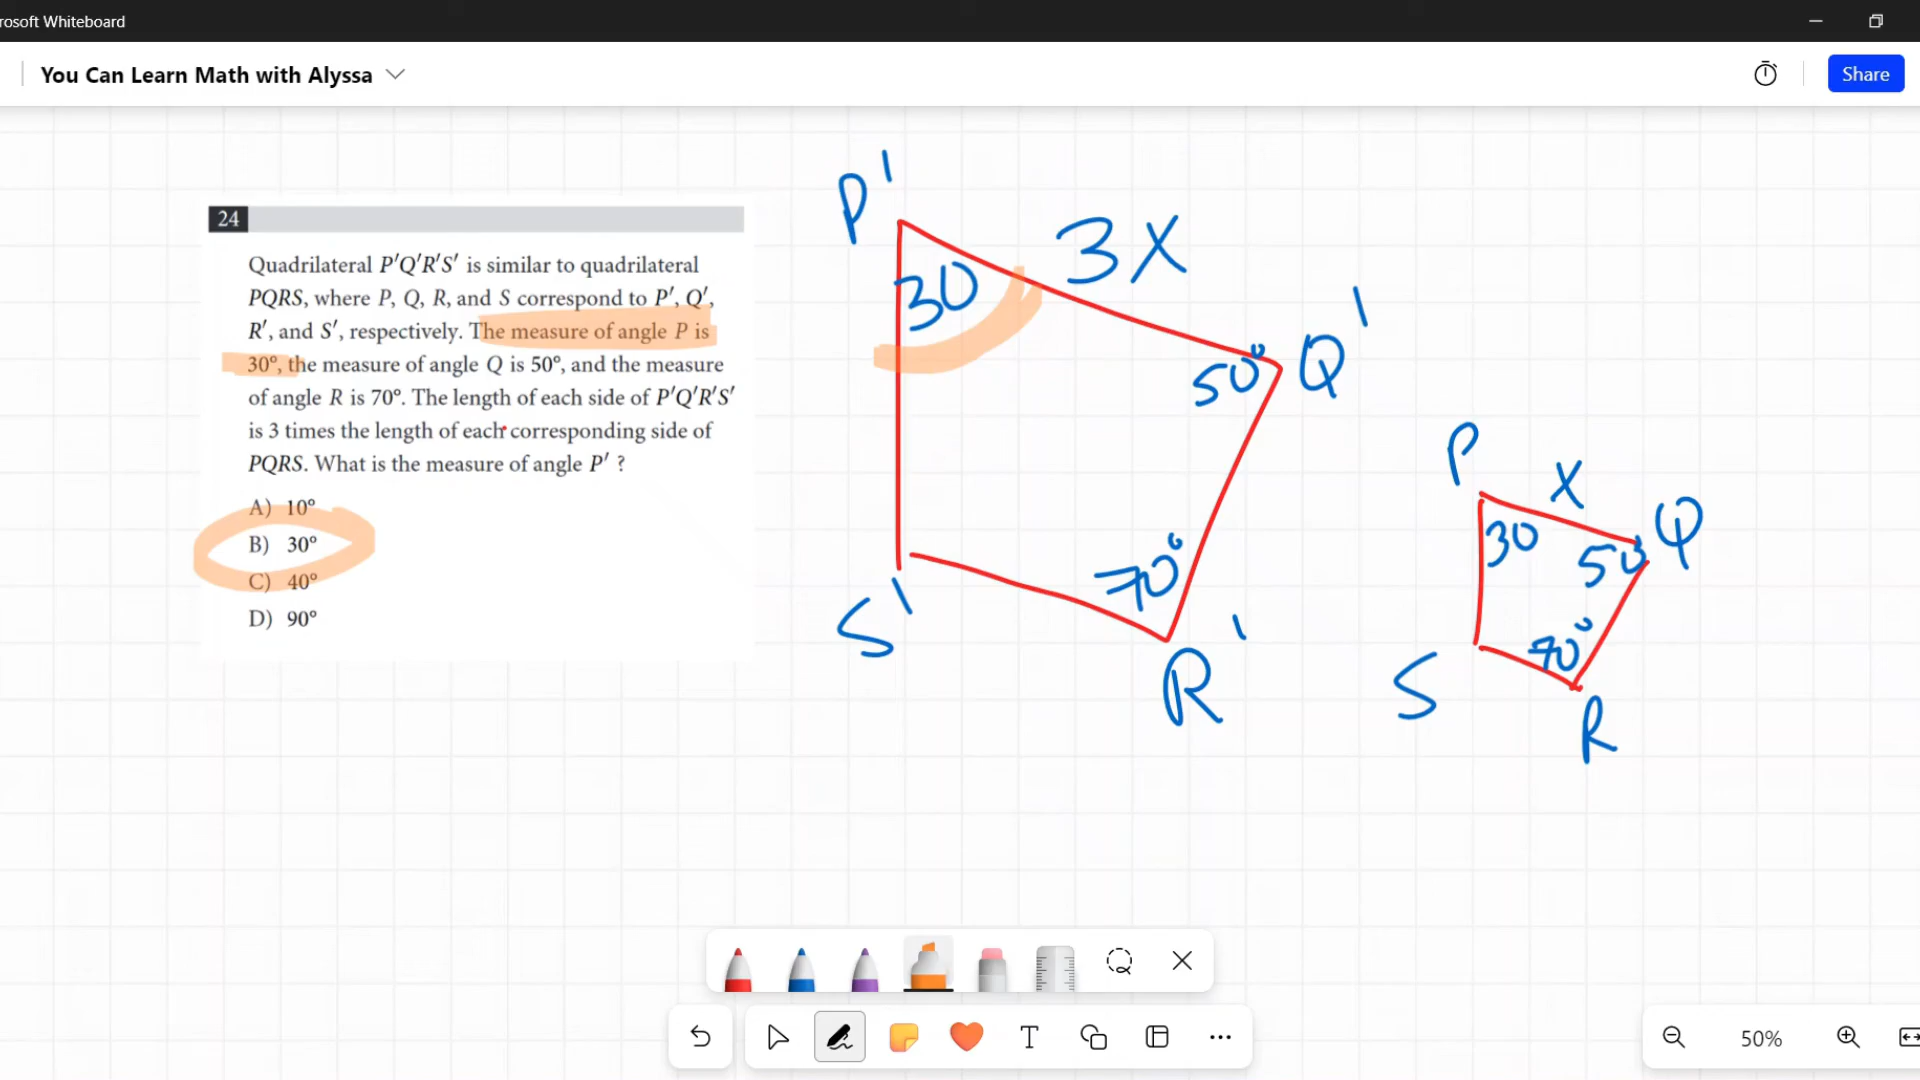 rosoft Whiteboard
You Can Learn Math with Alyssa
Share
24
Quadrilateral P′Q′R′S′ is similar to quadrilateral
PQRS, where P, Q, R, and S correspond to P′, Q′,
R′, and S′, respectively. The measure of angle P is
30°, the measure of angle Q is 50°, and the measure
of angle R is 70°. The length of each side of P′Q′R′S′
is 3 times the length of each corresponding side of
PQRS. What is the measure of angle P′ ?
A) 10°
B) 30°
C) 40°
D) 90°
P'
3x
30
Q'
50°
70°
S'
R'
P
x
Q
30
50°
70°
S
R
50%